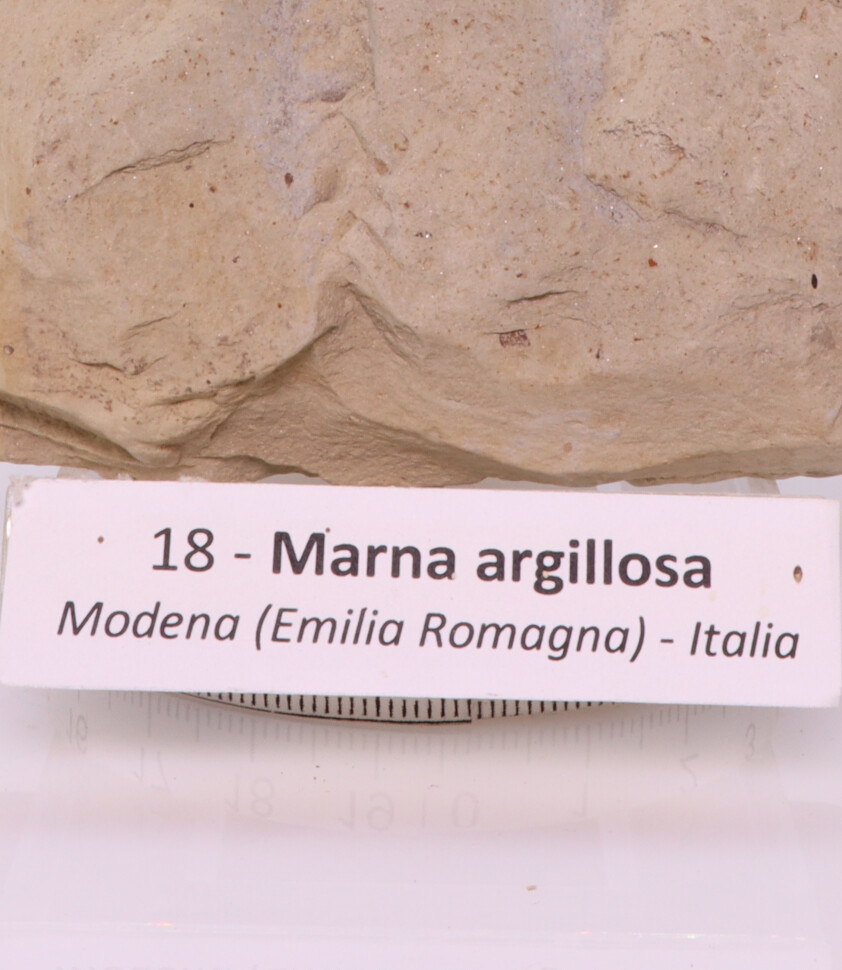 18 - Marna argillosa
Modena (Emilia Romagna) - Italia